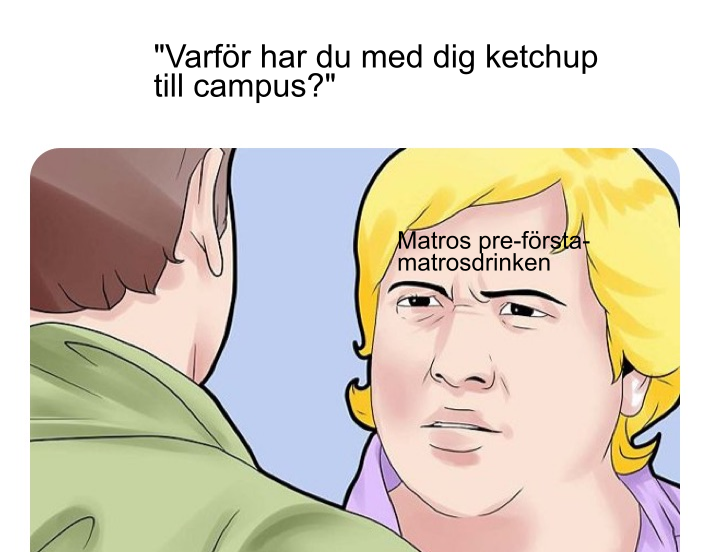 "Varför har du med dig ketchup
till campus?"
Matros pre-första-
matrosdrinken